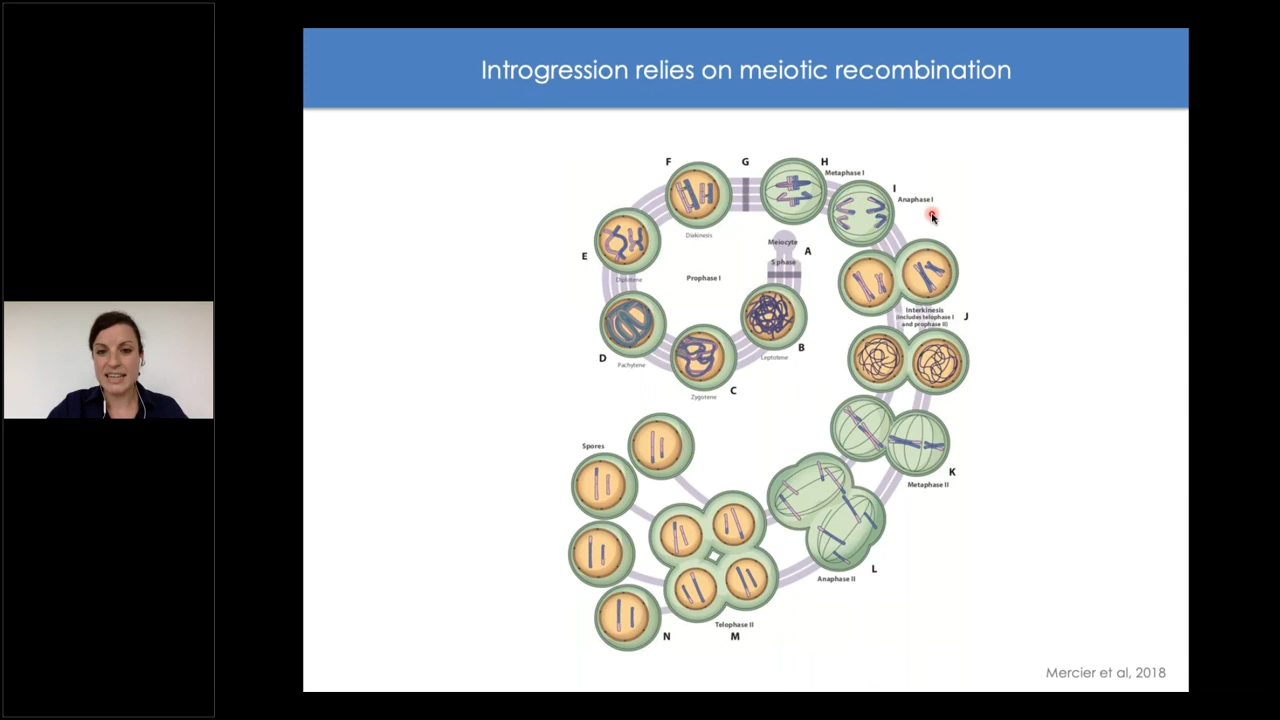 Introgression relies on meiotic recombination
F
G
H
Metaphase I
I
Anaphase I
Diakinesis
Meiocyte
A
S phase
E
Diplotene
Prophase I
Interkinesis
(includes telophase I
and prophase II)
J
D
Pachytene
B
Leptotene
C
Zygotene
Spores
K
Metaphase II
L
Anaphase II
Telophase II
N
M
Mercier et al, 2018